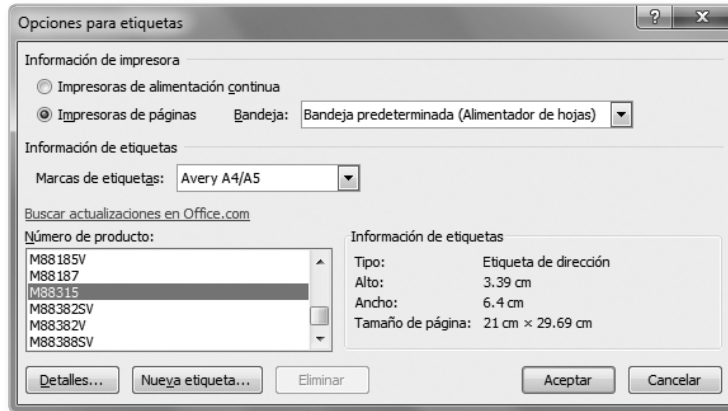 Opciones para etiquetas
Información de impresora
Impresoras de alimentación continua
Impresoras de páginas Bandeja: Bandeja predeterminada (Alimentador de hojas)
Información de etiquetas
Marcas de etiquetas: Avery A4/A5
Buscar actualizaciones en Office.com
Número de producto:
M88185V
M88187
M88315
M88382SV
M88382V
M88388SV
Información de etiquetas
Tipo: Etiqueta de dirección
Alto: 3.39 cm
Ancho: 6.4 cm
Tamaño de página: 21 cm × 29.69 cm
Detalles... Nueva etiqueta... Eliminar Aceptar Cancelar